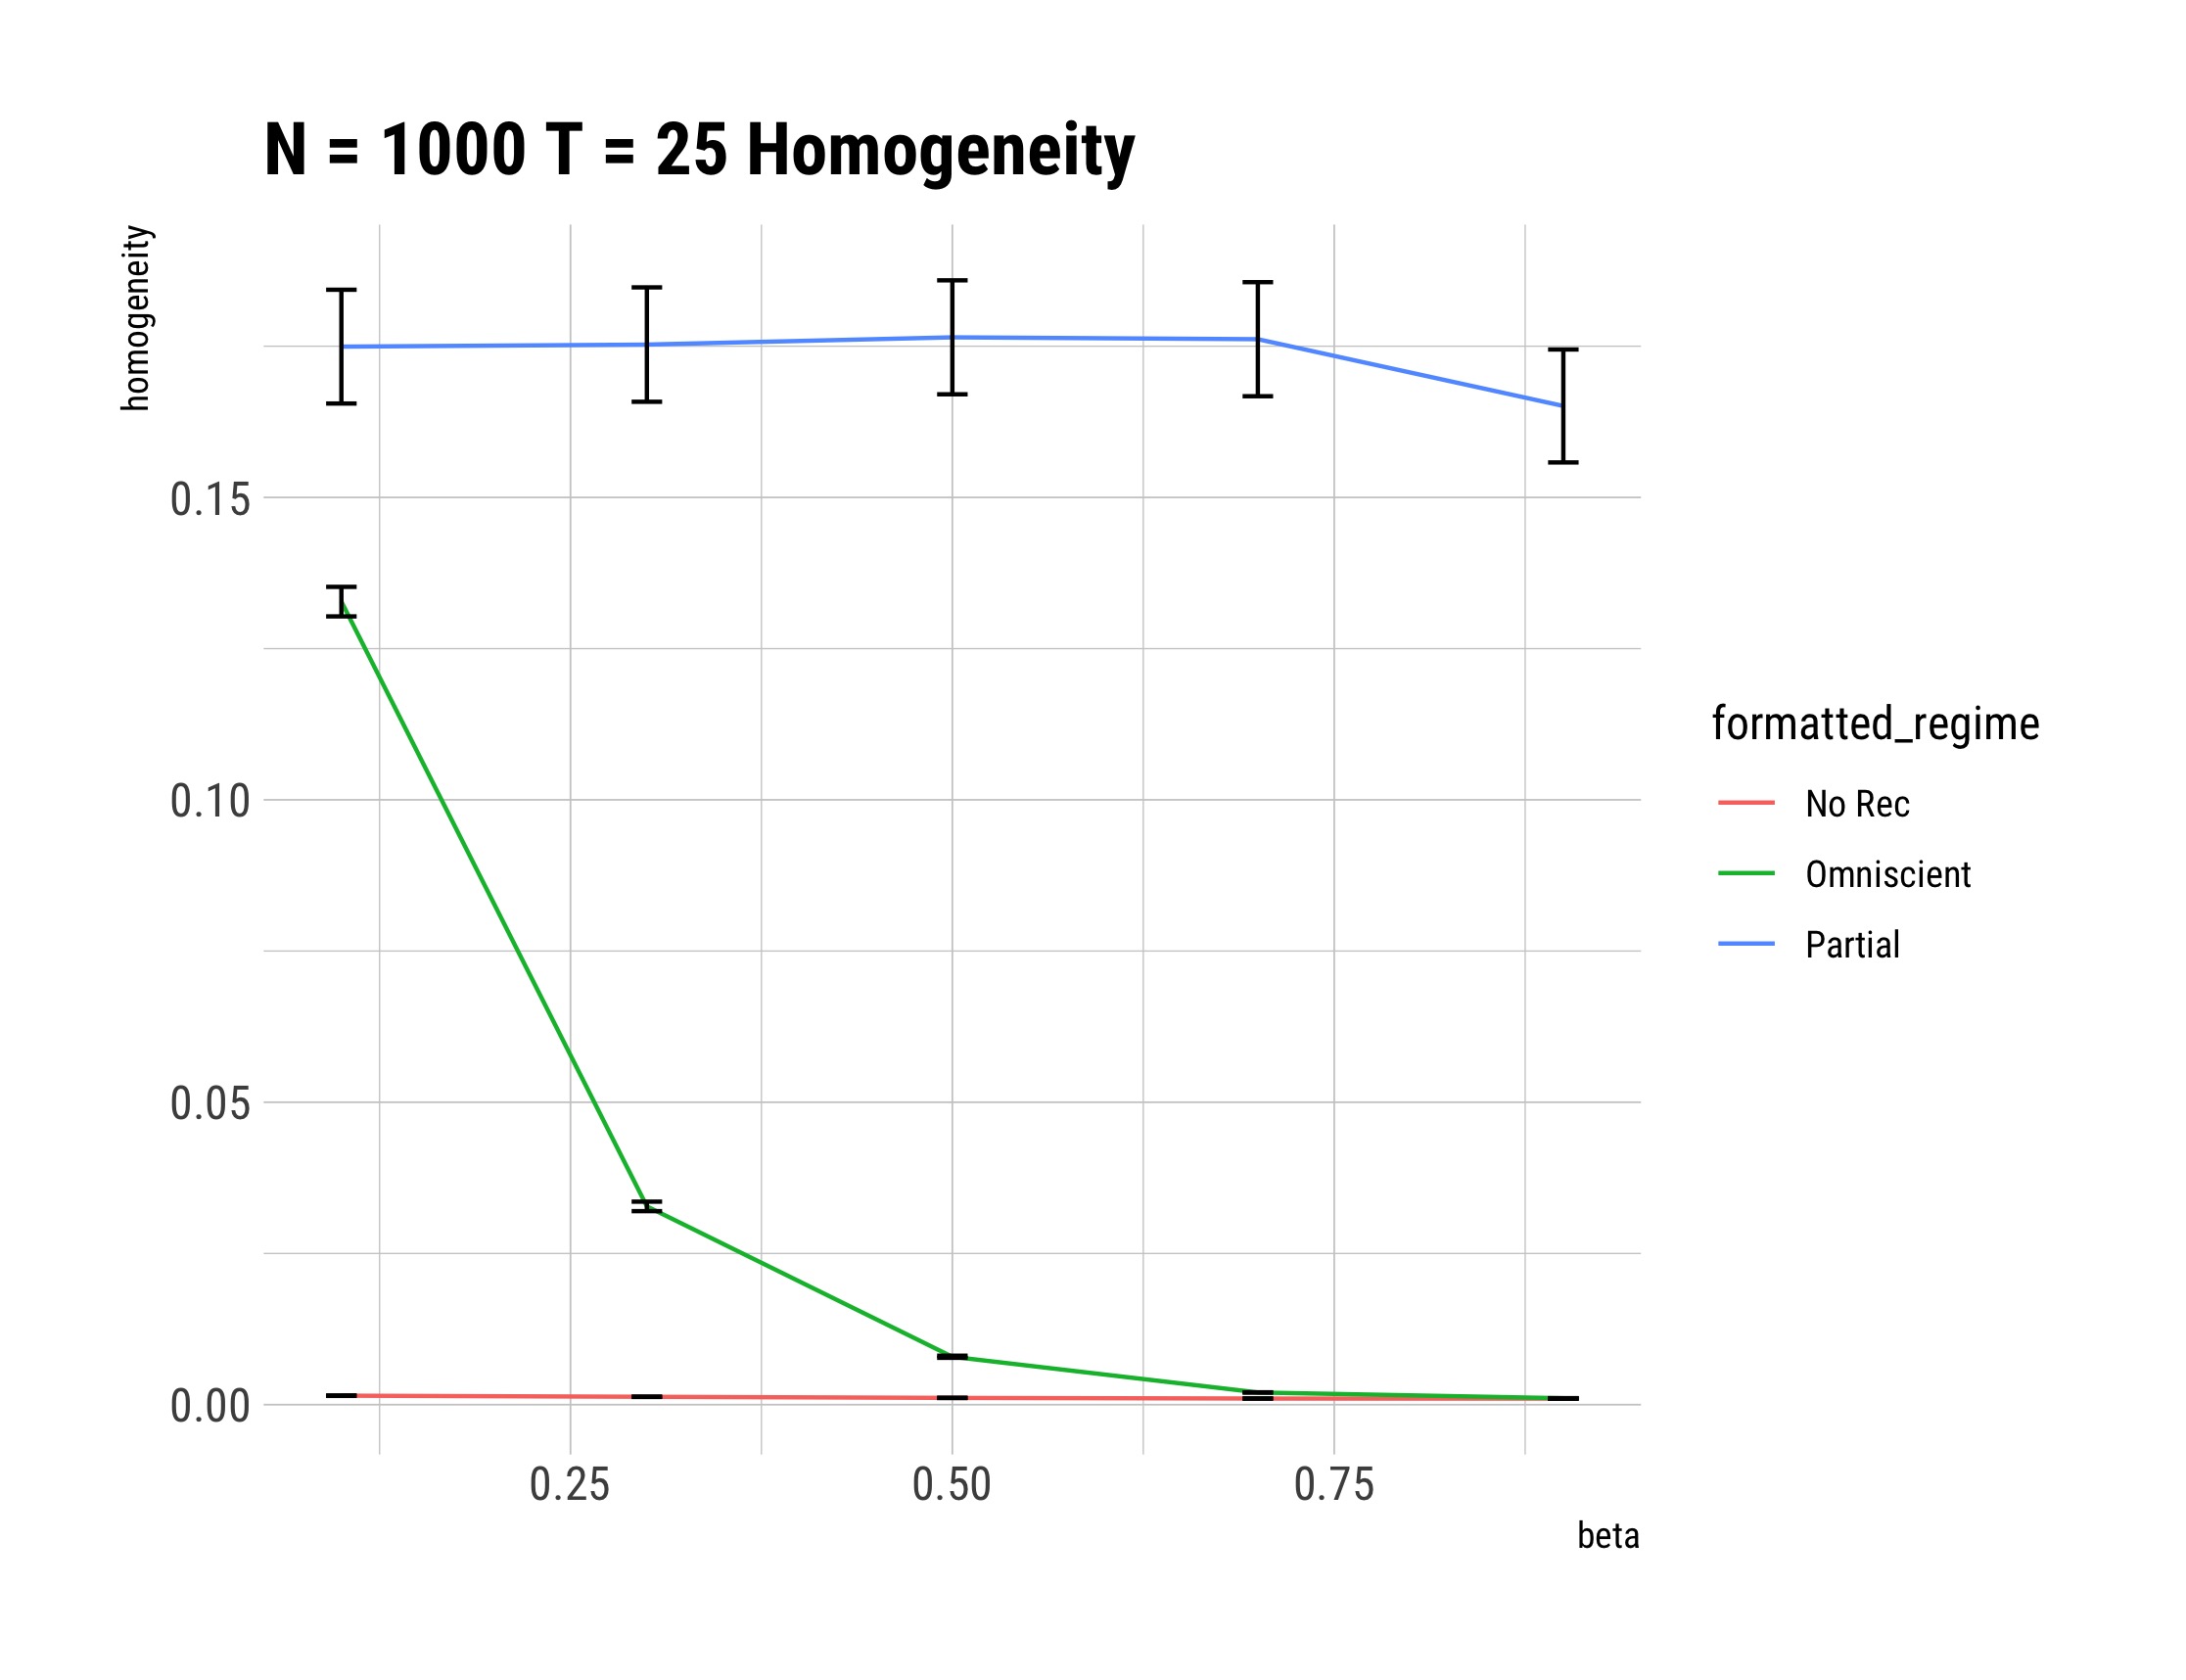 N = 1000 T = 25 Homogeneity
homogeneity
0.15
0.10
0.05
0.00
0.25 0.50 0.75
beta
formatted_regime
No Rec
Omniscient
Partial